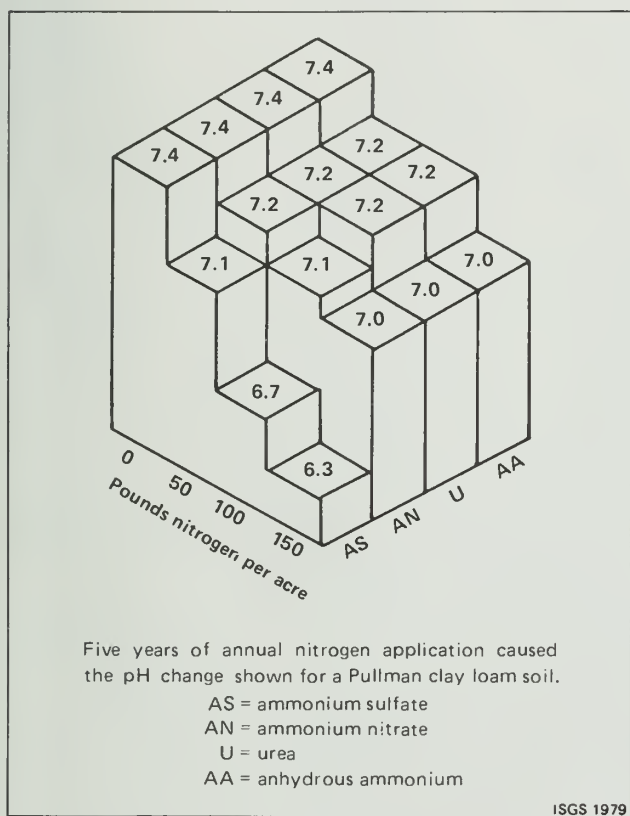 7.4
7.4
7.4
7.4
7.2
7.2
7.2
7.2
7.2
7.1
7.1
7.0
7.0
7.0
6.7
6.3
0
50
100
150
Pounds nitrogen per acre
AS
AN
U
AA
Five years of annual nitrogen application caused
the pH change shown for a Pullman clay loam soil.
AS = ammonium sulfate
AN = ammonium nitrate
U = urea
AA = anhydrous ammonium
ISGS 1979